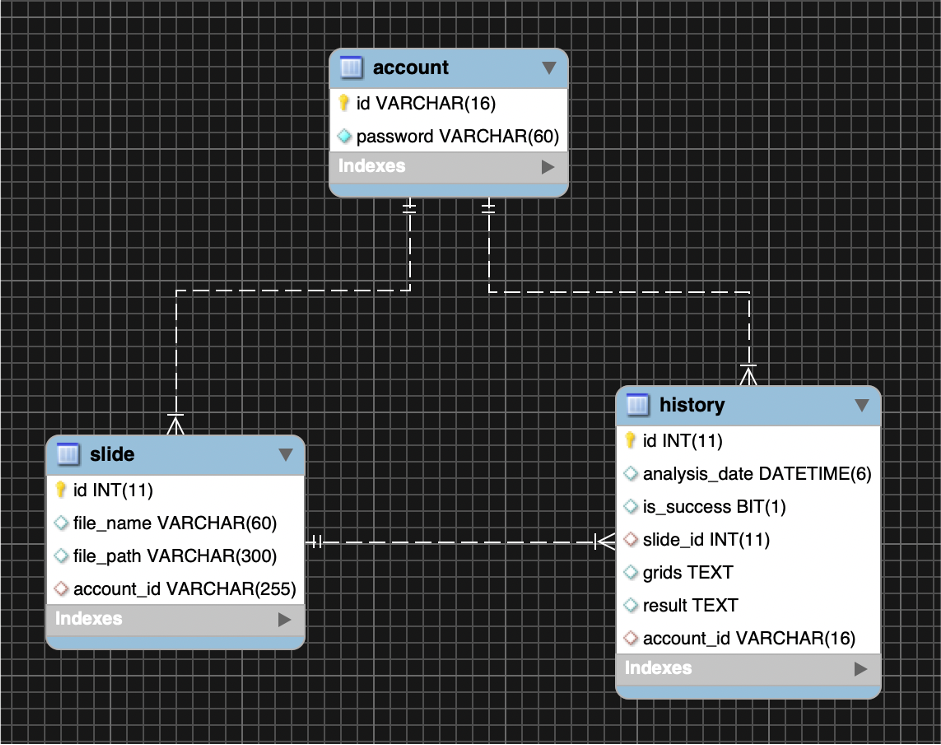 account
id VARCHAR(16)
password VARCHAR(60)
Indexes
slide
id INT(11)
file_name VARCHAR(60)
file_path VARCHAR(300)
account_id VARCHAR(255)
Indexes
history
id INT(11)
analysis_date DATETIME(6)
is_success BIT(1)
slide_id INT(11)
grids TEXT
result TEXT
account_id VARCHAR(16)
Indexes